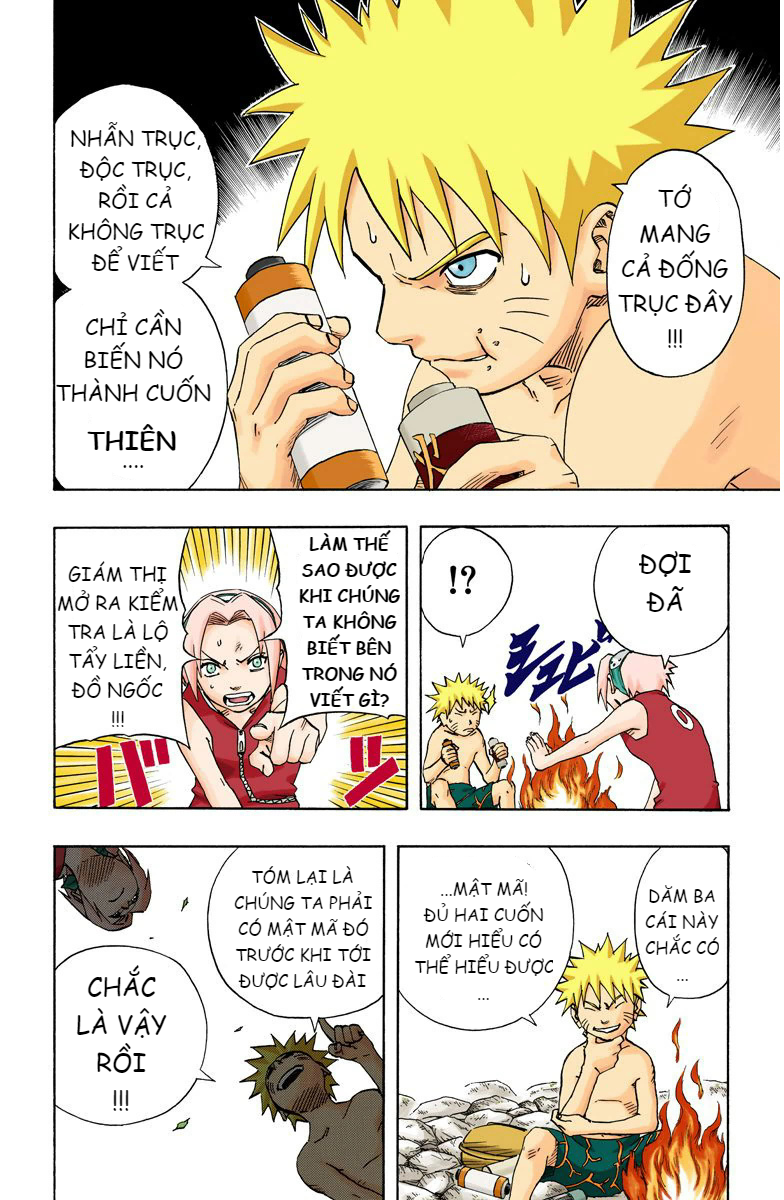 TỚ
MANG
CẢ ĐỐNG
TRỤC ĐÂY
!!!
NHẪN TRỤC,
ĐỘC TRỤC,
RỒI CẢ
KHÔNG TRỤC
ĐỂ VIẾT
CHỈ CẦN
BIẾN NÓ
THÀNH CUỐN
THIÊN
....
ĐỢI
ĐÃ
!?
LÀM THẾ
SAO ĐƯỢC
KHI CHÚNG
TA KHÔNG
BIẾT BÊN
TRONG NÓ
VIẾT GÌ?
GIÁM THỊ
MỞ RA KIỂM
TRA LÀ LỘ
TẨY LIỀN,
ĐỒ NGỐC
!!!
バッ
DĂM BA
CÁI NÀY
CHẮC CÓ
...
...MẬT MÃ!
ĐỦ HAI CUỐN
MỚI HIỂU CÓ
THỂ HIỂU ĐƯỢC
...
TÓM LẠI LÀ
CHÚNG TA PHẢI
CÓ MẬT MÃ ĐÓ
TRƯỚC KHI TỚI
ĐƯỢC LÂU ĐÀI
CHẮC
LÀ VẬY
RỒI
!!!